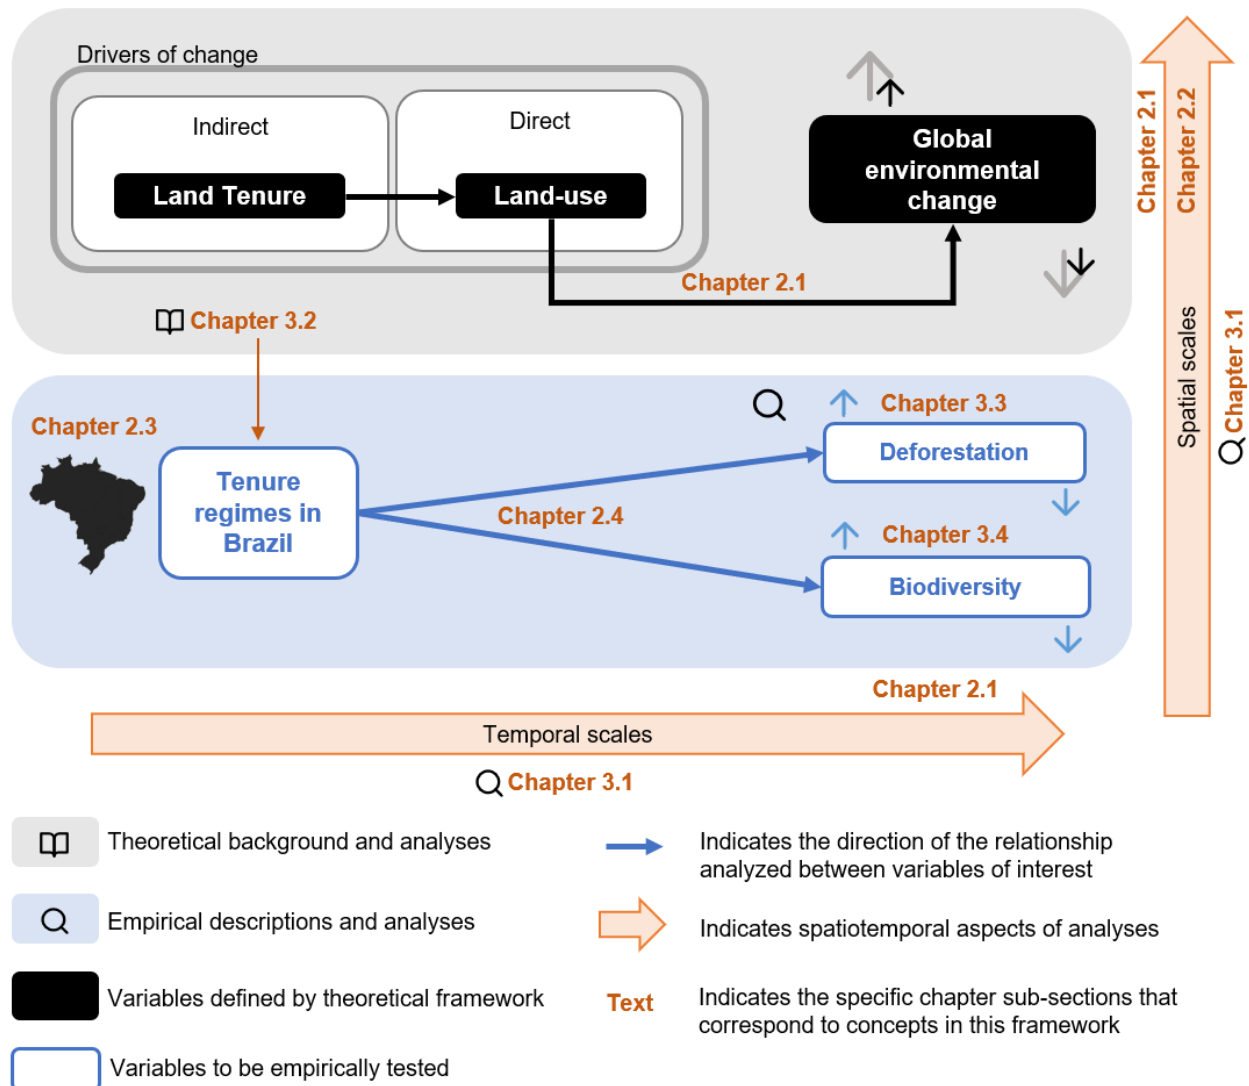 Drivers of change
Indirect
Direct
Land Tenure
Land-use
Global
environmental
change
Chapter 2.1
Chapter 3.2
Chapter 2.1
Chapter 2.2
Spatial scales
Chapter 3.1
Chapter 2.3
Tenure
regimes in
Brazil
Chapter 2.4
Chapter 3.3
Deforestation
Chapter 3.4
Biodiversity
Chapter 2.1
Temporal scales
Chapter 3.1
Theoretical background and analyses
Empirical descriptions and analyses
Variables defined by theoretical framework
Variables to be empirically tested
Indicates the direction of the relationship
analyzed between variables of interest
Indicates spatiotemporal aspects of analyses
Text
Indicates the specific chapter sub-sections that
correspond to concepts in this framework